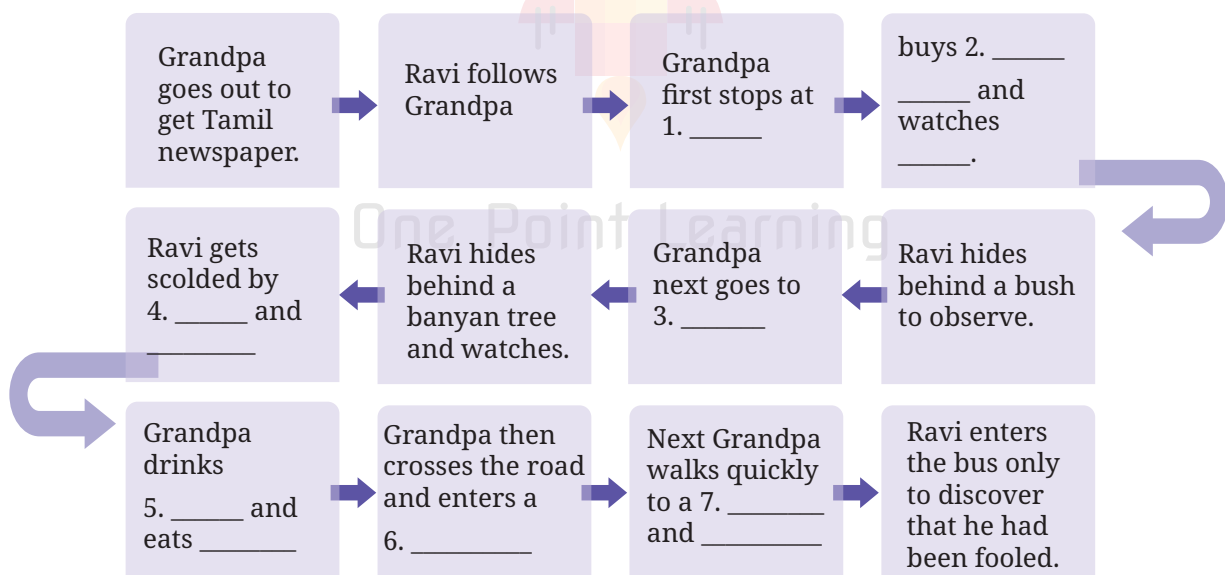 Grandpa
goes out to
get Tamil
newspaper.
Ravi follows
Grandpa
Grandpa
first stops at
1. ______
buys 2. ______
______ and
watches
______.
Ravi hides
behind a bush
to observe.
Grandpa
next goes to
3. _______
Ravi hides
behind a
banyan tree
and watches.
Ravi gets
scolded by
4. ______ and
_________
Grandpa
drinks
5. ______ and
eats ________
Grandpa then
crosses the road
and enters a
6. __________
Next Grandpa
walks quickly
to a 7. ________
and __________
Ravi enters
the bus only
to discover
that he had
been fooled.
One Point Learning